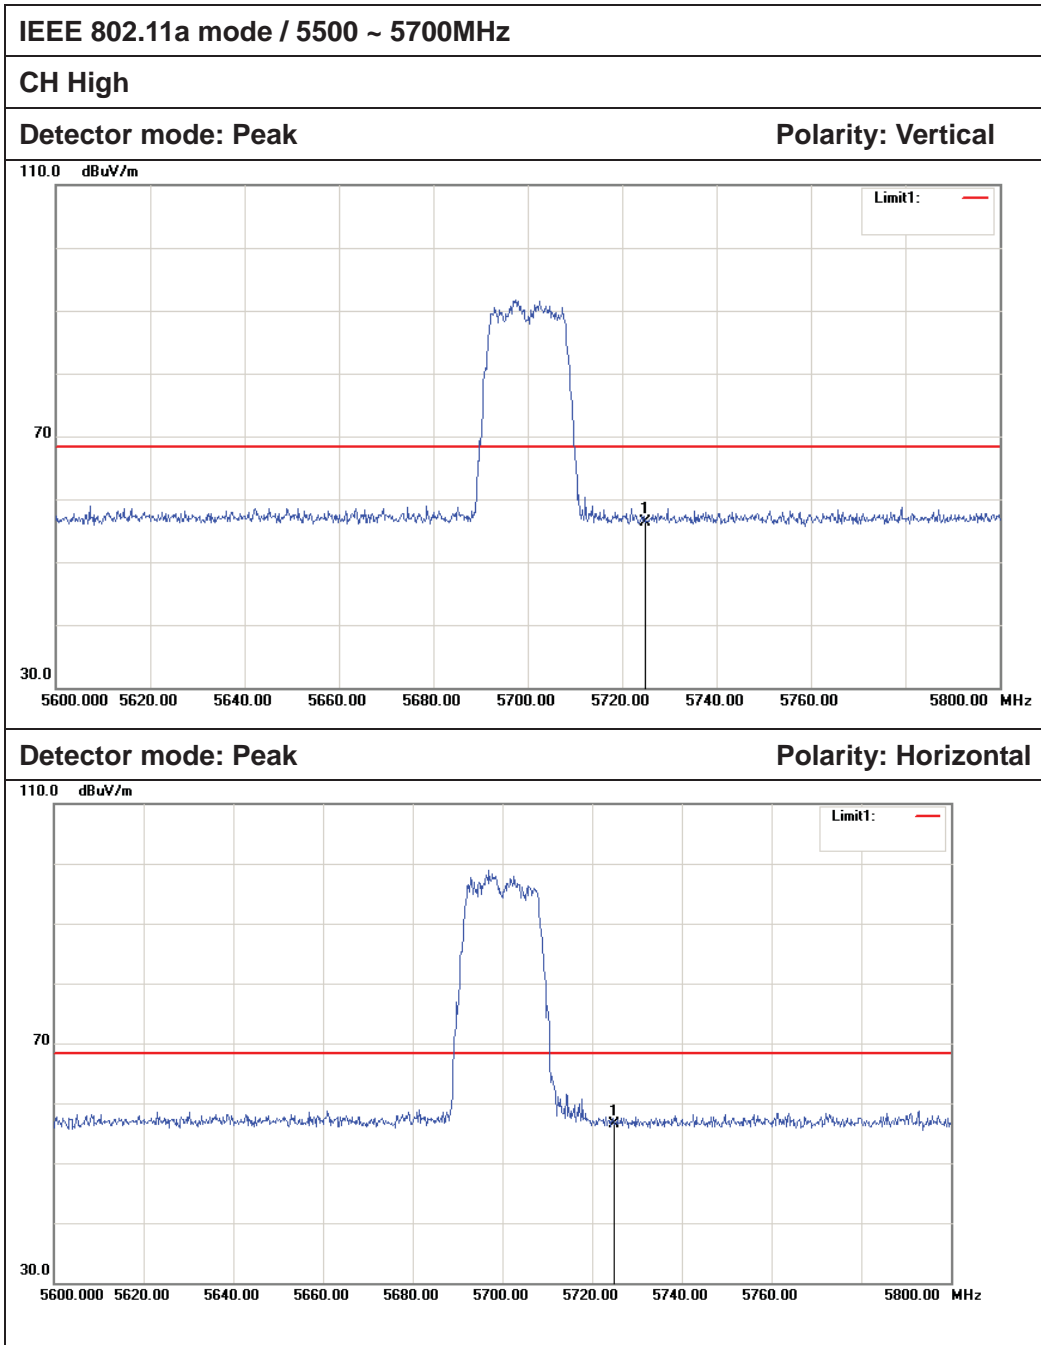 IEEE 802.11a mode / 5500 ~ 5700MHz
CH High
Detector mode: Peak Polarity: Vertical
110.0 dBuV/m
Limit1:
70
1
30.0
5600.000 5620.00 5640.00 5660.00 5680.00 5700.00 5720.00 5740.00 5760.00 5800.00 MHz
Detector mode: Peak Polarity: Horizontal
110.0 dBuV/m
Limit1:
70
1
30.0
5600.000 5620.00 5640.00 5660.00 5680.00 5700.00 5720.00 5740.00 5760.00 5800.00 MHz